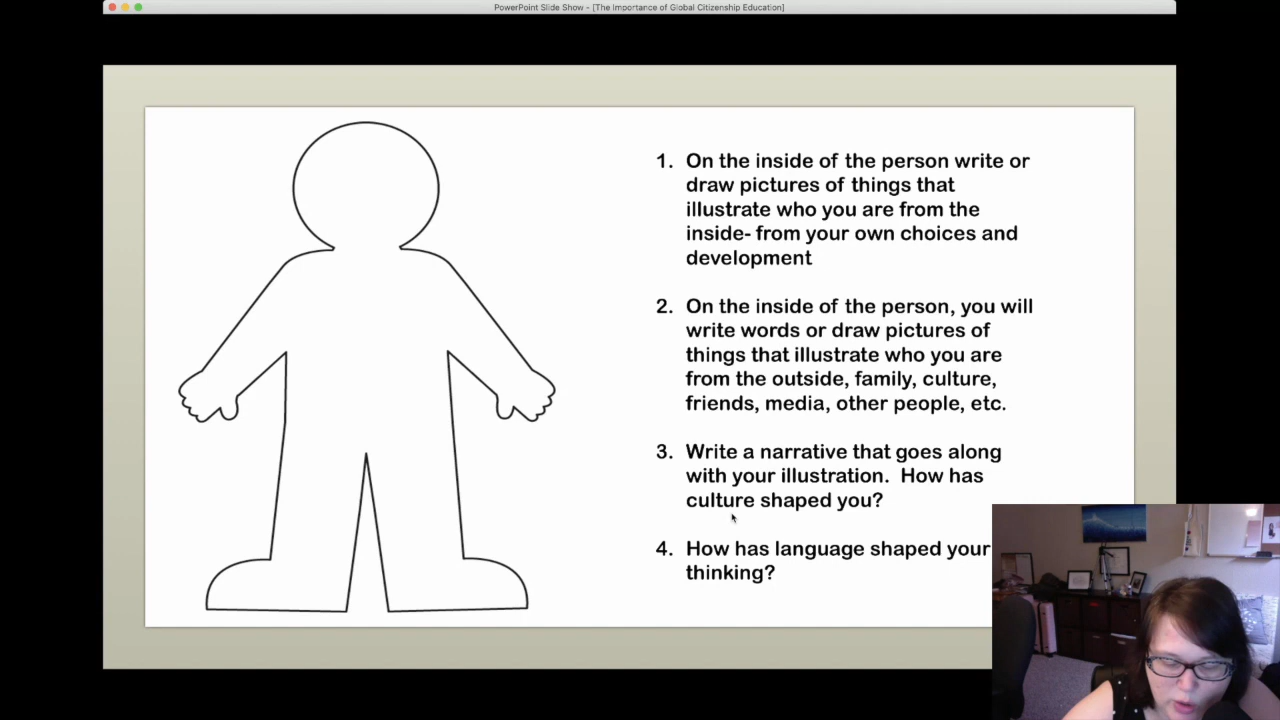 PowerPoint Slide Show - [The Importance of Global Citizenship Education]
1. On the inside of the person write or
draw pictures of things that
illustrate who you are from the
inside- from your own choices and
development
2. On the inside of the person, you will
write words or draw pictures of
things that illustrate who you are
from the outside, family, culture,
friends, media, other people, etc.
3. Write a narrative that goes along
with your illustration. How has
culture shaped you?
4. How has language shaped your
thinking?